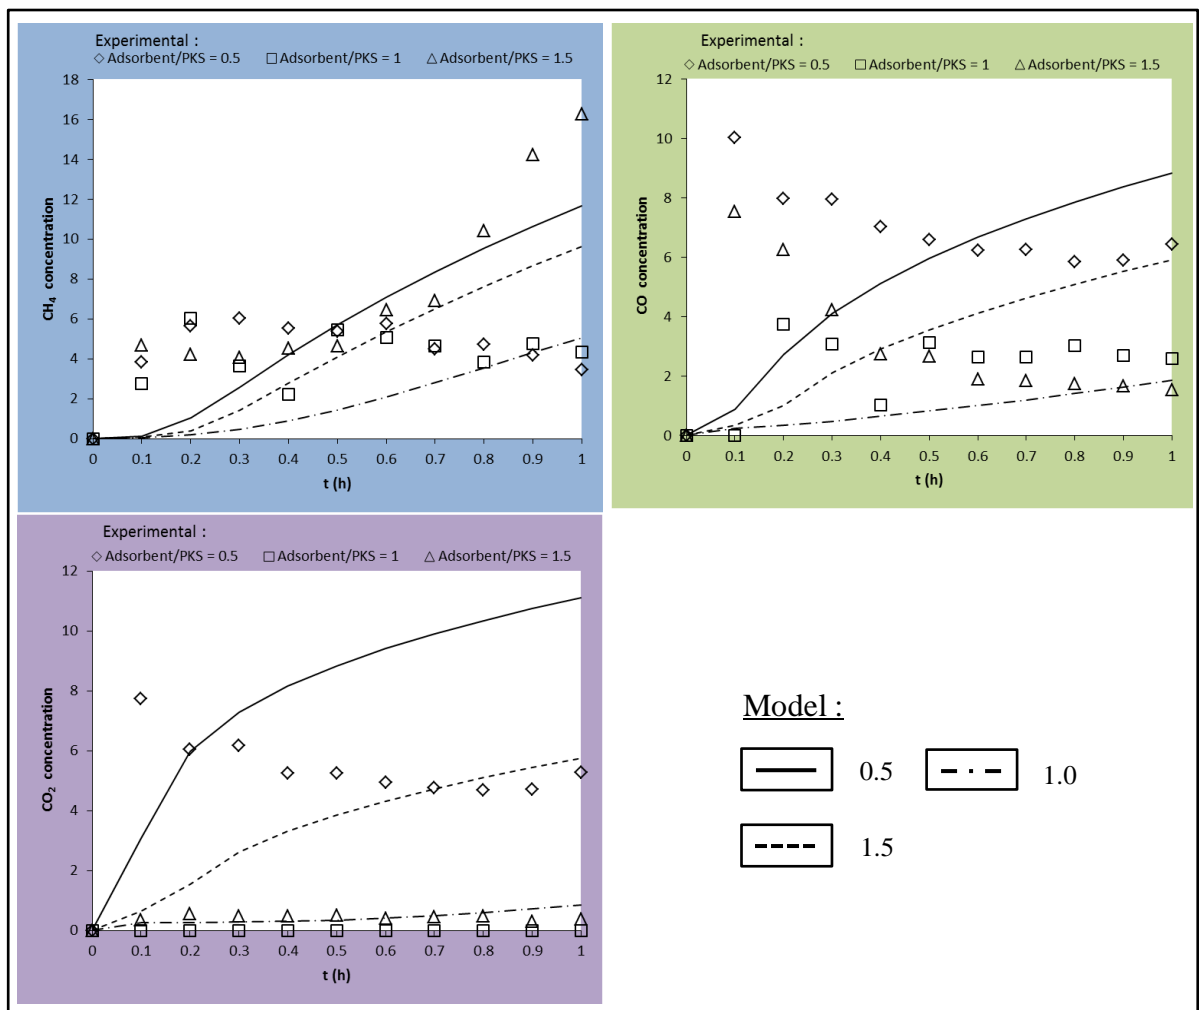 Experimental :
Adsorbent/PKS = 0.5 Adsorbent/PKS = 1 Adsorbent/PKS = 1.5
18
16
14
12
10
8
6
4
2
0
CH4 concentration
0 0.1 0.2 0.3 0.4 0.5 0.6 0.7 0.8 0.9 1
t (h)
Experimental :
Adsorbent/PKS = 0.5 Adsorbent/PKS = 1 Adsorbent/PKS = 1.5
12
10
8
6
4
2
0
CO concentration
0 0.1 0.2 0.3 0.4 0.5 0.6 0.7 0.8 0.9 1
t (h)
Experimental :
Adsorbent/PKS = 0.5 Adsorbent/PKS = 1 Adsorbent/PKS = 1.5
12
10
8
6
4
2
0
CO2 concentration
0 0.1 0.2 0.3 0.4 0.5 0.6 0.7 0.8 0.9 1
t (h)
Model :
0.5 1.0
1.5